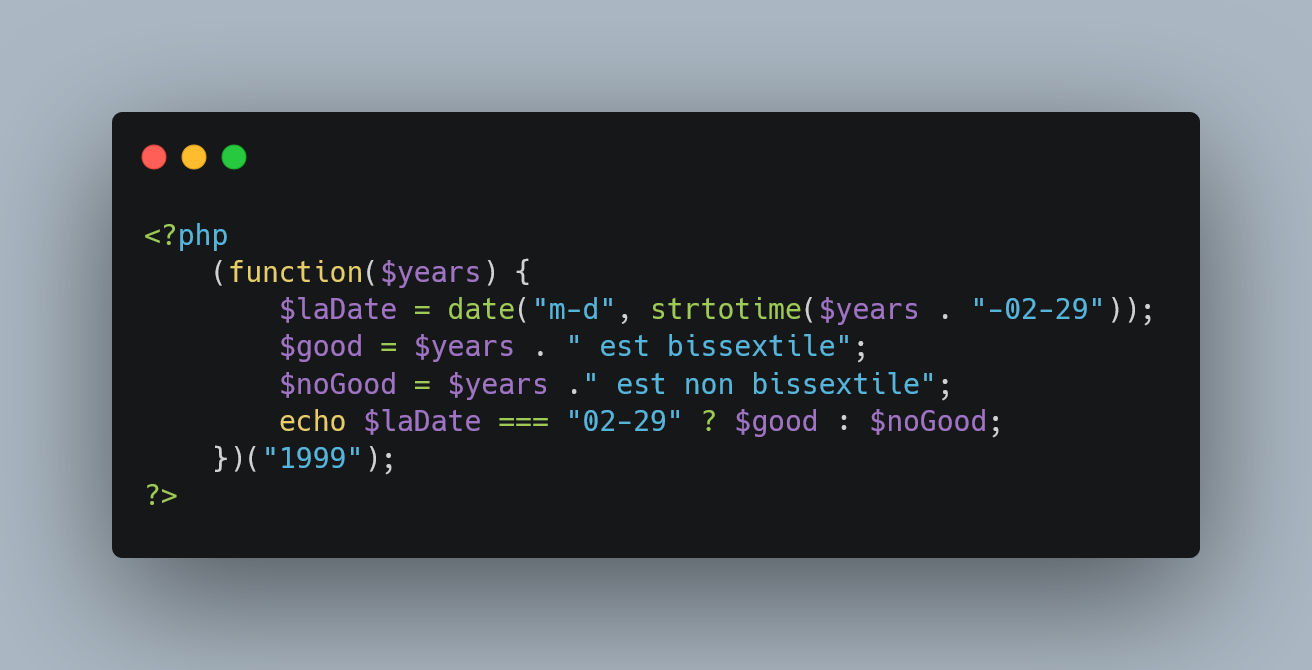 <?php
    (function($years) {
        $laDate = date("m-d", strtotime($years . "-02-29"));
        $good = $years . " est bissextile";
        $noGood = $years ." est non bissextile";
        echo $laDate === "02-29" ? $good : $noGood;
    })("1999");
?>